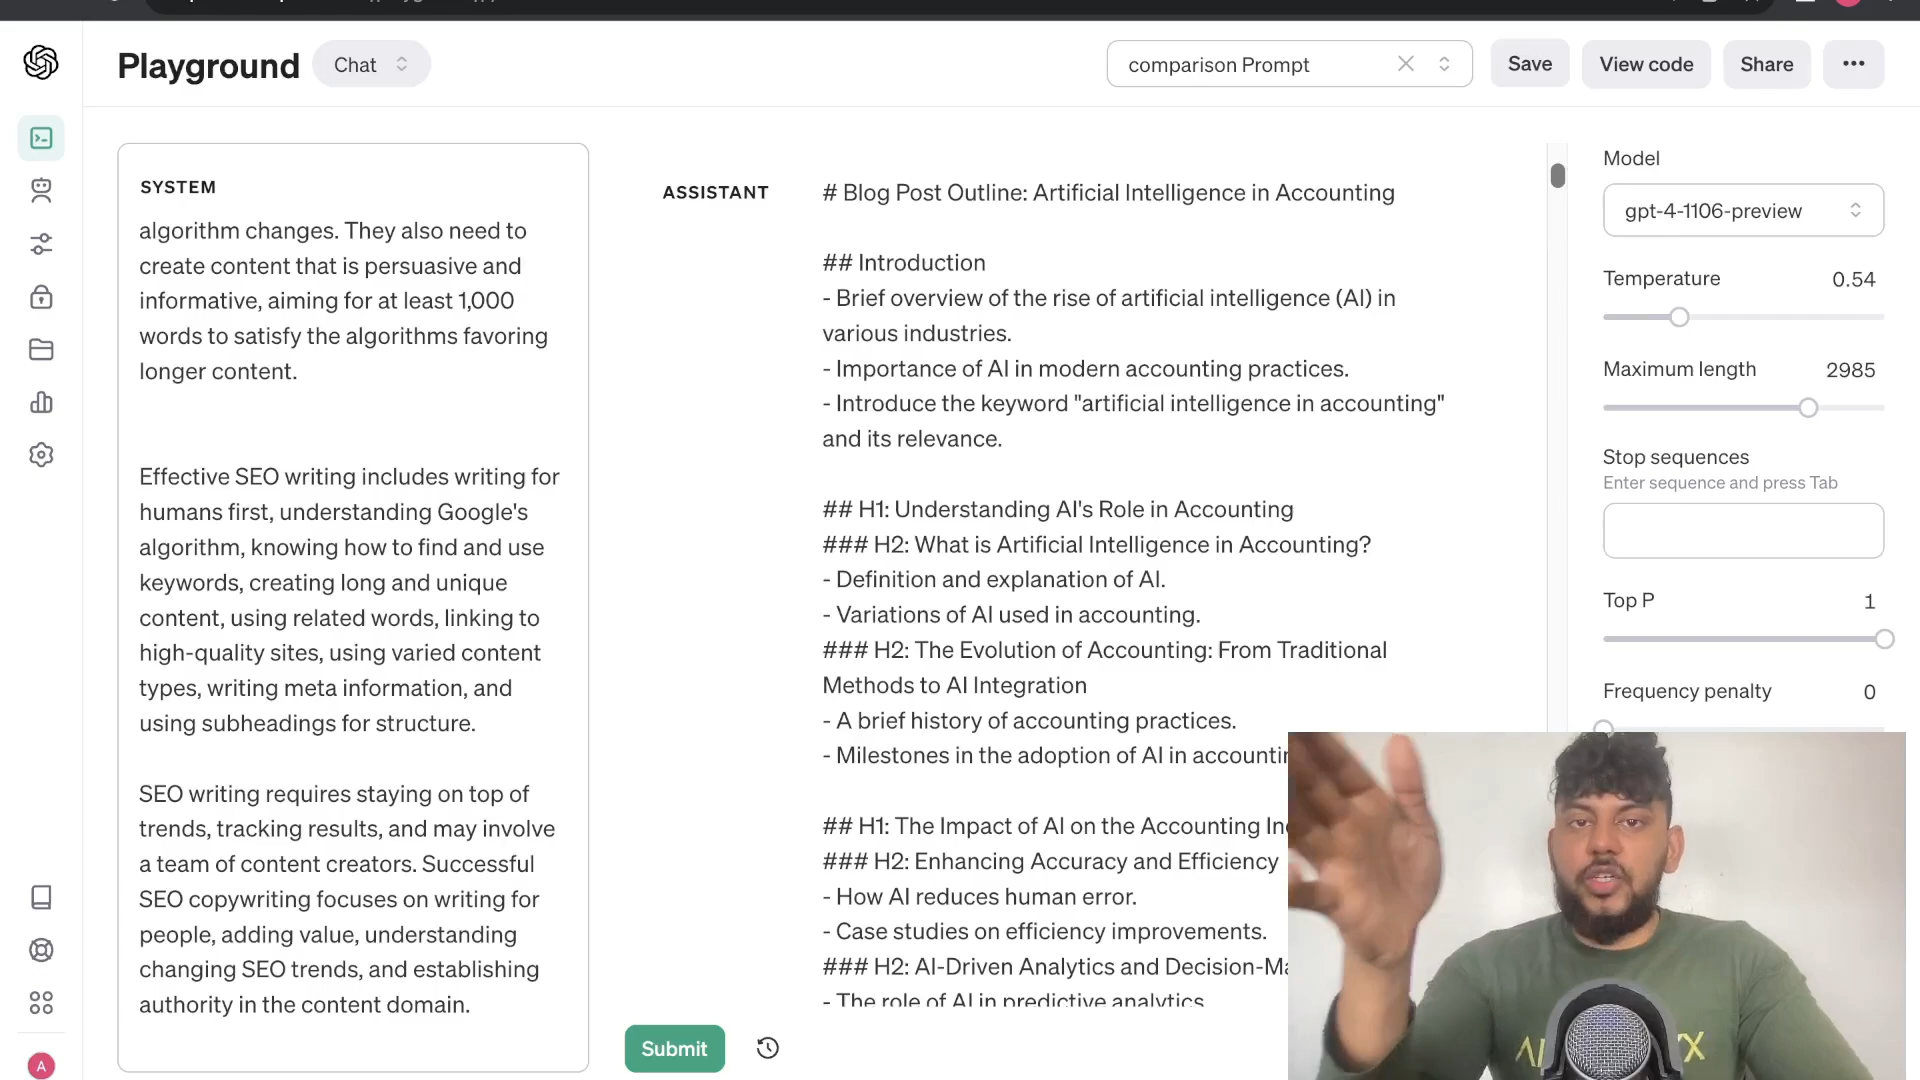 Playground
Chat
comparison Prompt
Save
View code
Share
SYSTEM
algorithm changes. They also need to
create content that is persuasive and
informative, aiming for at least 1,000
words to satisfy the algorithms favoring
longer content.
Effective SEO writing includes writing for
humans first, understanding Google's
algorithm, knowing how to find and use
keywords, creating long and unique
content, using related words, linking to
high-quality sites, using varied content
types, writing meta information, and
using subheadings for structure.
SEO writing requires staying on top of
trends, tracking results, and may involve
a team of content creators. Successful
SEO copywriting focuses on writing for
people, adding value, understanding
changing SEO trends, and establishing
authority in the content domain.
ASSISTANT
# Blog Post Outline: Artificial Intelligence in Accounting
## Introduction
- Brief overview of the rise of artificial intelligence (AI) in
various industries.
- Importance of AI in modern accounting practices.
- Introduce the keyword "artificial intelligence in accounting"
and its relevance.
## H1: Understanding AI's Role in Accounting
### H2: What is Artificial Intelligence in Accounting?
- Definition and explanation of AI.
- Variations of AI used in accounting.
### H2: The Evolution of Accounting: From Traditional
Methods to AI Integration
- A brief history of accounting practices.
- Milestones in the adoption of AI in accountin
## H1: The Impact of AI on the Accounting In
### H2: Enhancing Accuracy and Efficiency
- How AI reduces human error.
- Case studies on efficiency improvements.
### H2: AI-Driven Analytics and Decision-Ma
- The role of AI in predictive analytics
Submit
Model
gpt-4-1106-preview
Temperature 0.54
Maximum length 2985
Stop sequences
Enter sequence and press Tab
Top P 1
Frequency penalty 0
A